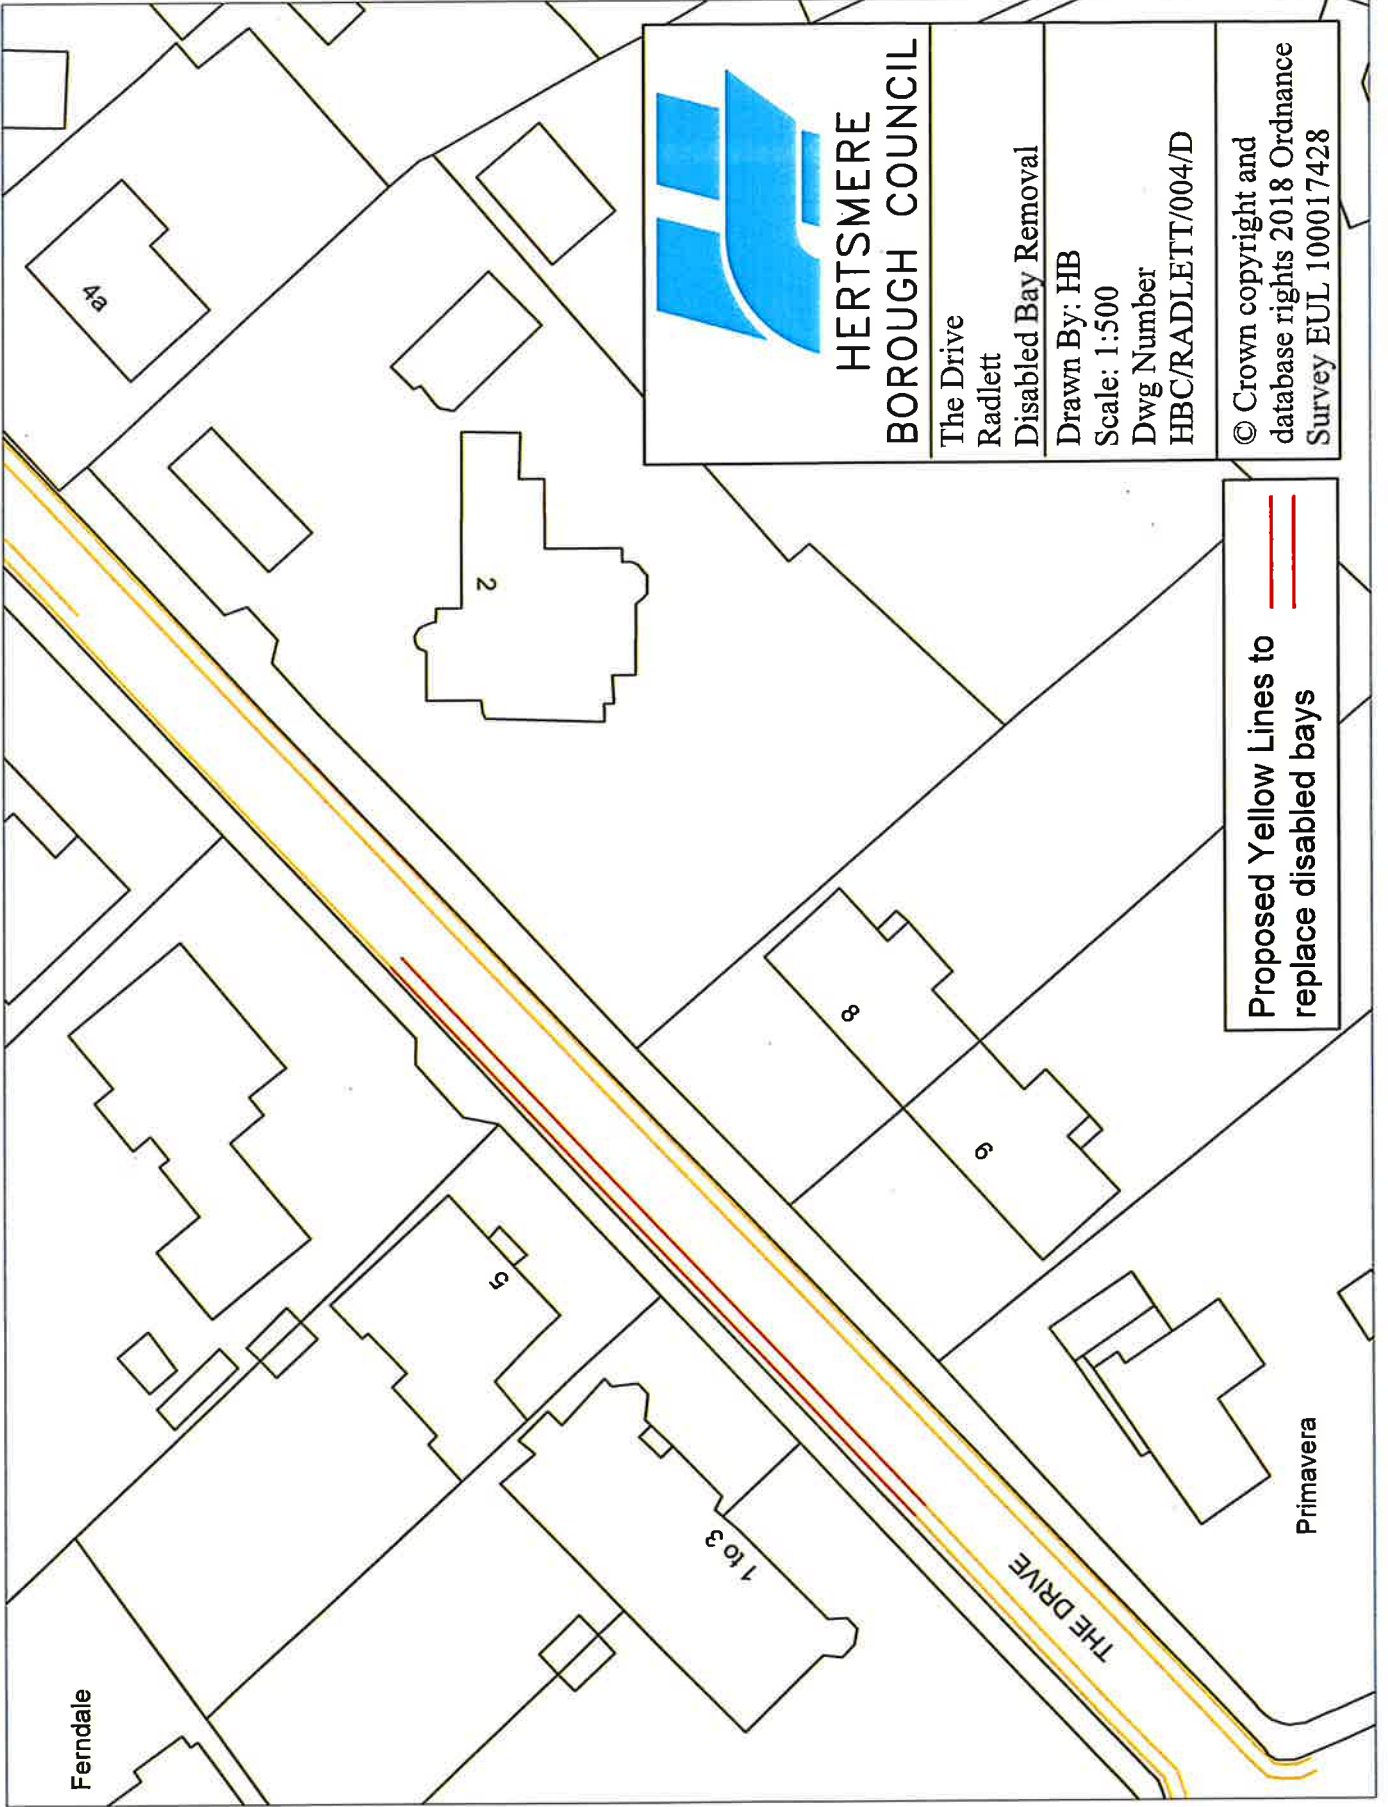 HERTSMERE
BOROUGH COUNCIL
The Drive
Radlett
Disabled Bay Removal
Drawn By: HB
Scale: 1:500
Dwg Number
HBC/RADLETT/004/D
© Crown copyright and
database rights 2018 Ordnance
Survey EUL 100017428
Proposed Yellow Lines to
replace disabled bays
4a
2
8
9
5
1 to 3
THE DRIVE
Ferndale
Primavera